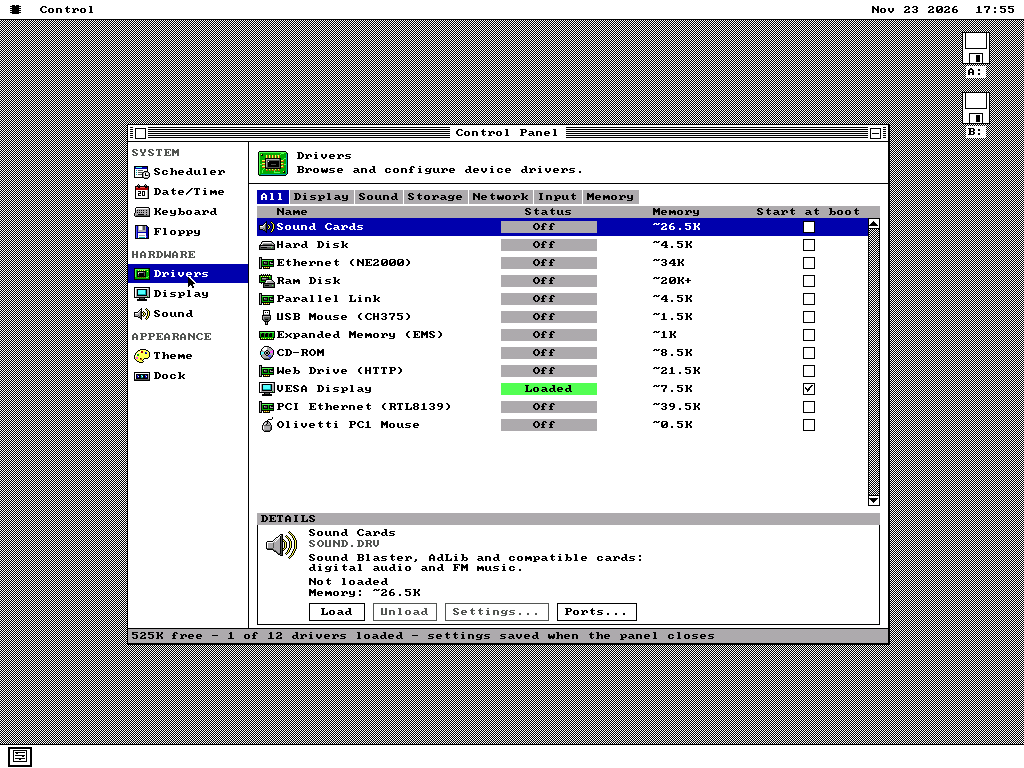 Control Nov 23 2026 17:55
A:
B:
Control Panel
SYSTEM
Scheduler
Date/Time
Keyboard
Floppy
HARDWARE
Drivers
Display
Sound
APPEARANCE
Theme
Dock
Drivers
Browse and configure device drivers.
All Display Sound Storage Network Input Memory
Name Status Memory Start at boot
Sound Cards Off ~26.5K
Hard Disk Off ~4.5K
Ethernet (NE2000) Off ~34K
Ram Disk Off ~20K+
Parallel Link Off ~4.5K
USB Mouse (CH375) Off ~1.5K
Expanded Memory (EMS) Off ~1K
CD-ROM Off ~8.5K
Web Drive (HTTP) Off ~21.5K
VESA Display Loaded ~7.5K
PCI Ethernet (RTL8139) Off ~39.5K
Olivetti PC1 Mouse Off ~0.5K
DETAILS
Sound Cards
SOUND.DRV
Sound Blaster, AdLib and compatible cards:
digital audio and FM music.
Not loaded
Memory: ~26.5K
Load Unload Settings... Ports...
525K free - 1 of 12 drivers loaded - settings saved when the panel closes